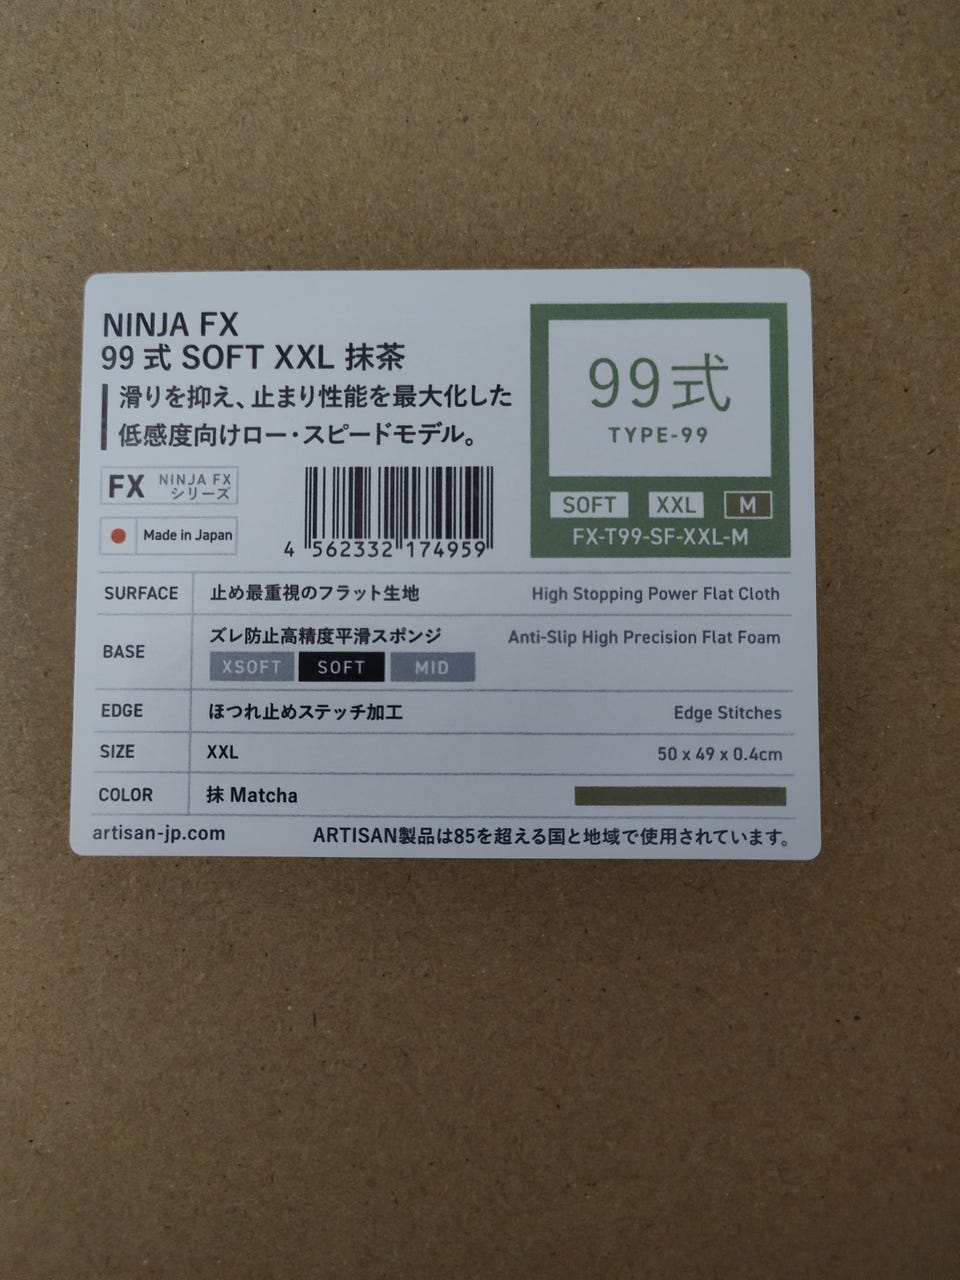 NINJA FX
99 式 SOFT XXL 抹茶
滑りを抑え、止まり性能を最大化した
低感度向けロー・スピードモデル。
FX NINJA FX
シリーズ
Made in Japan
4 562332 174959
99式
TYPE-99
SOFT XXL M
FX-T99-SF-XXL-M
SURFACE 止め最重視のフラット生地 High Stopping Power Flat Cloth
BASE ズレ防止高精度平滑スポンジ Anti-Slip High Precision Flat Foam
XSOFT SOFT MID
EDGE ほつれ止めステッチ加工 Edge Stitches
SIZE XXL 50 x 49 x 0.4cm
COLOR 抹 Matcha
artisan-jp.com ARTISAN製品は85を超える国と地域で使用されています。